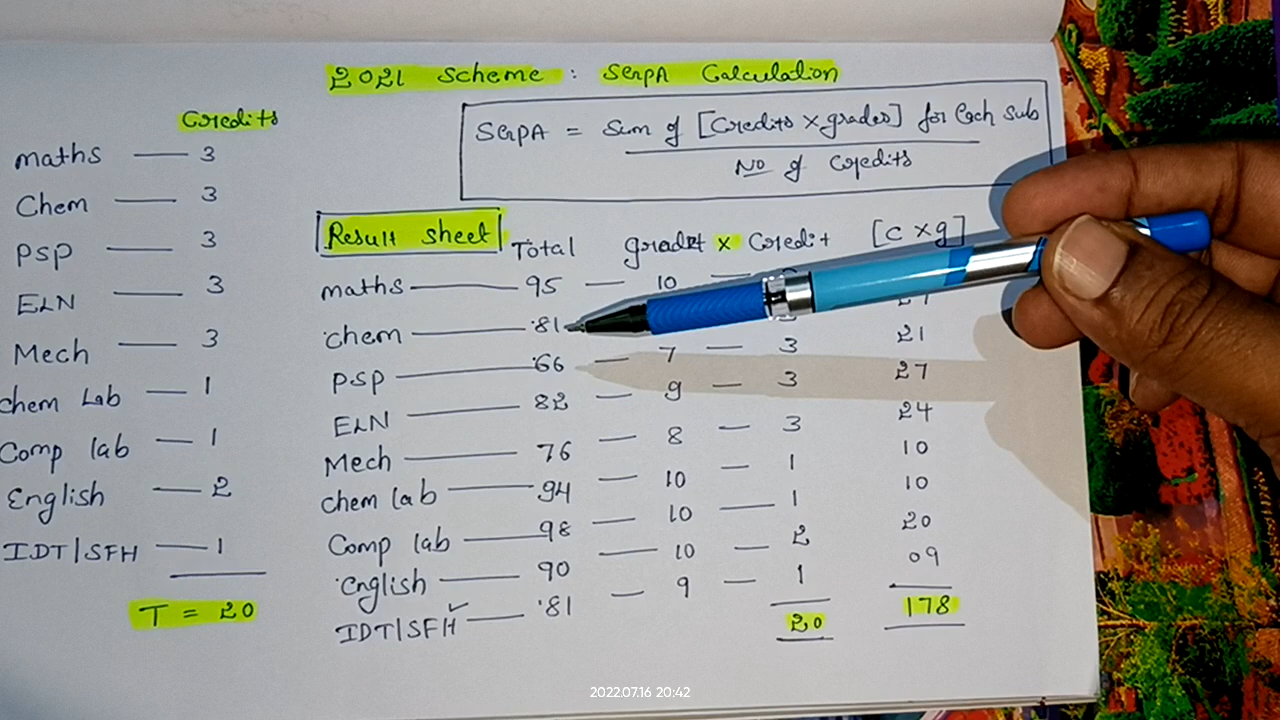 2021 Scheme : SGPA Calculation
Credits
maths — 3
Chem — 3
PSP — 3
ELN — 3
Mech — 3
chem Lab — 1
Comp lab — 1
English — 2
IDT/SFH — 1
T = 20
SGPA = Sum of [Credits x grades] for each sub
No of Credits
Result sheet Total grade x Credit [c x g]
maths — 95 — 10 —
chem — 81
PSP — 66 — 7 — 3 21
ELN — 82 — 9 — 3 27
Mech — 76 — 8 — 3 24
chem lab — 94 — 10 — 1 10
Comp lab — 98 — 10 — 1 10
English — 90 — 10 — 2 20
IDT/SFH — 81 — 9 — 1 09
20 178
2022.07.16 20:42